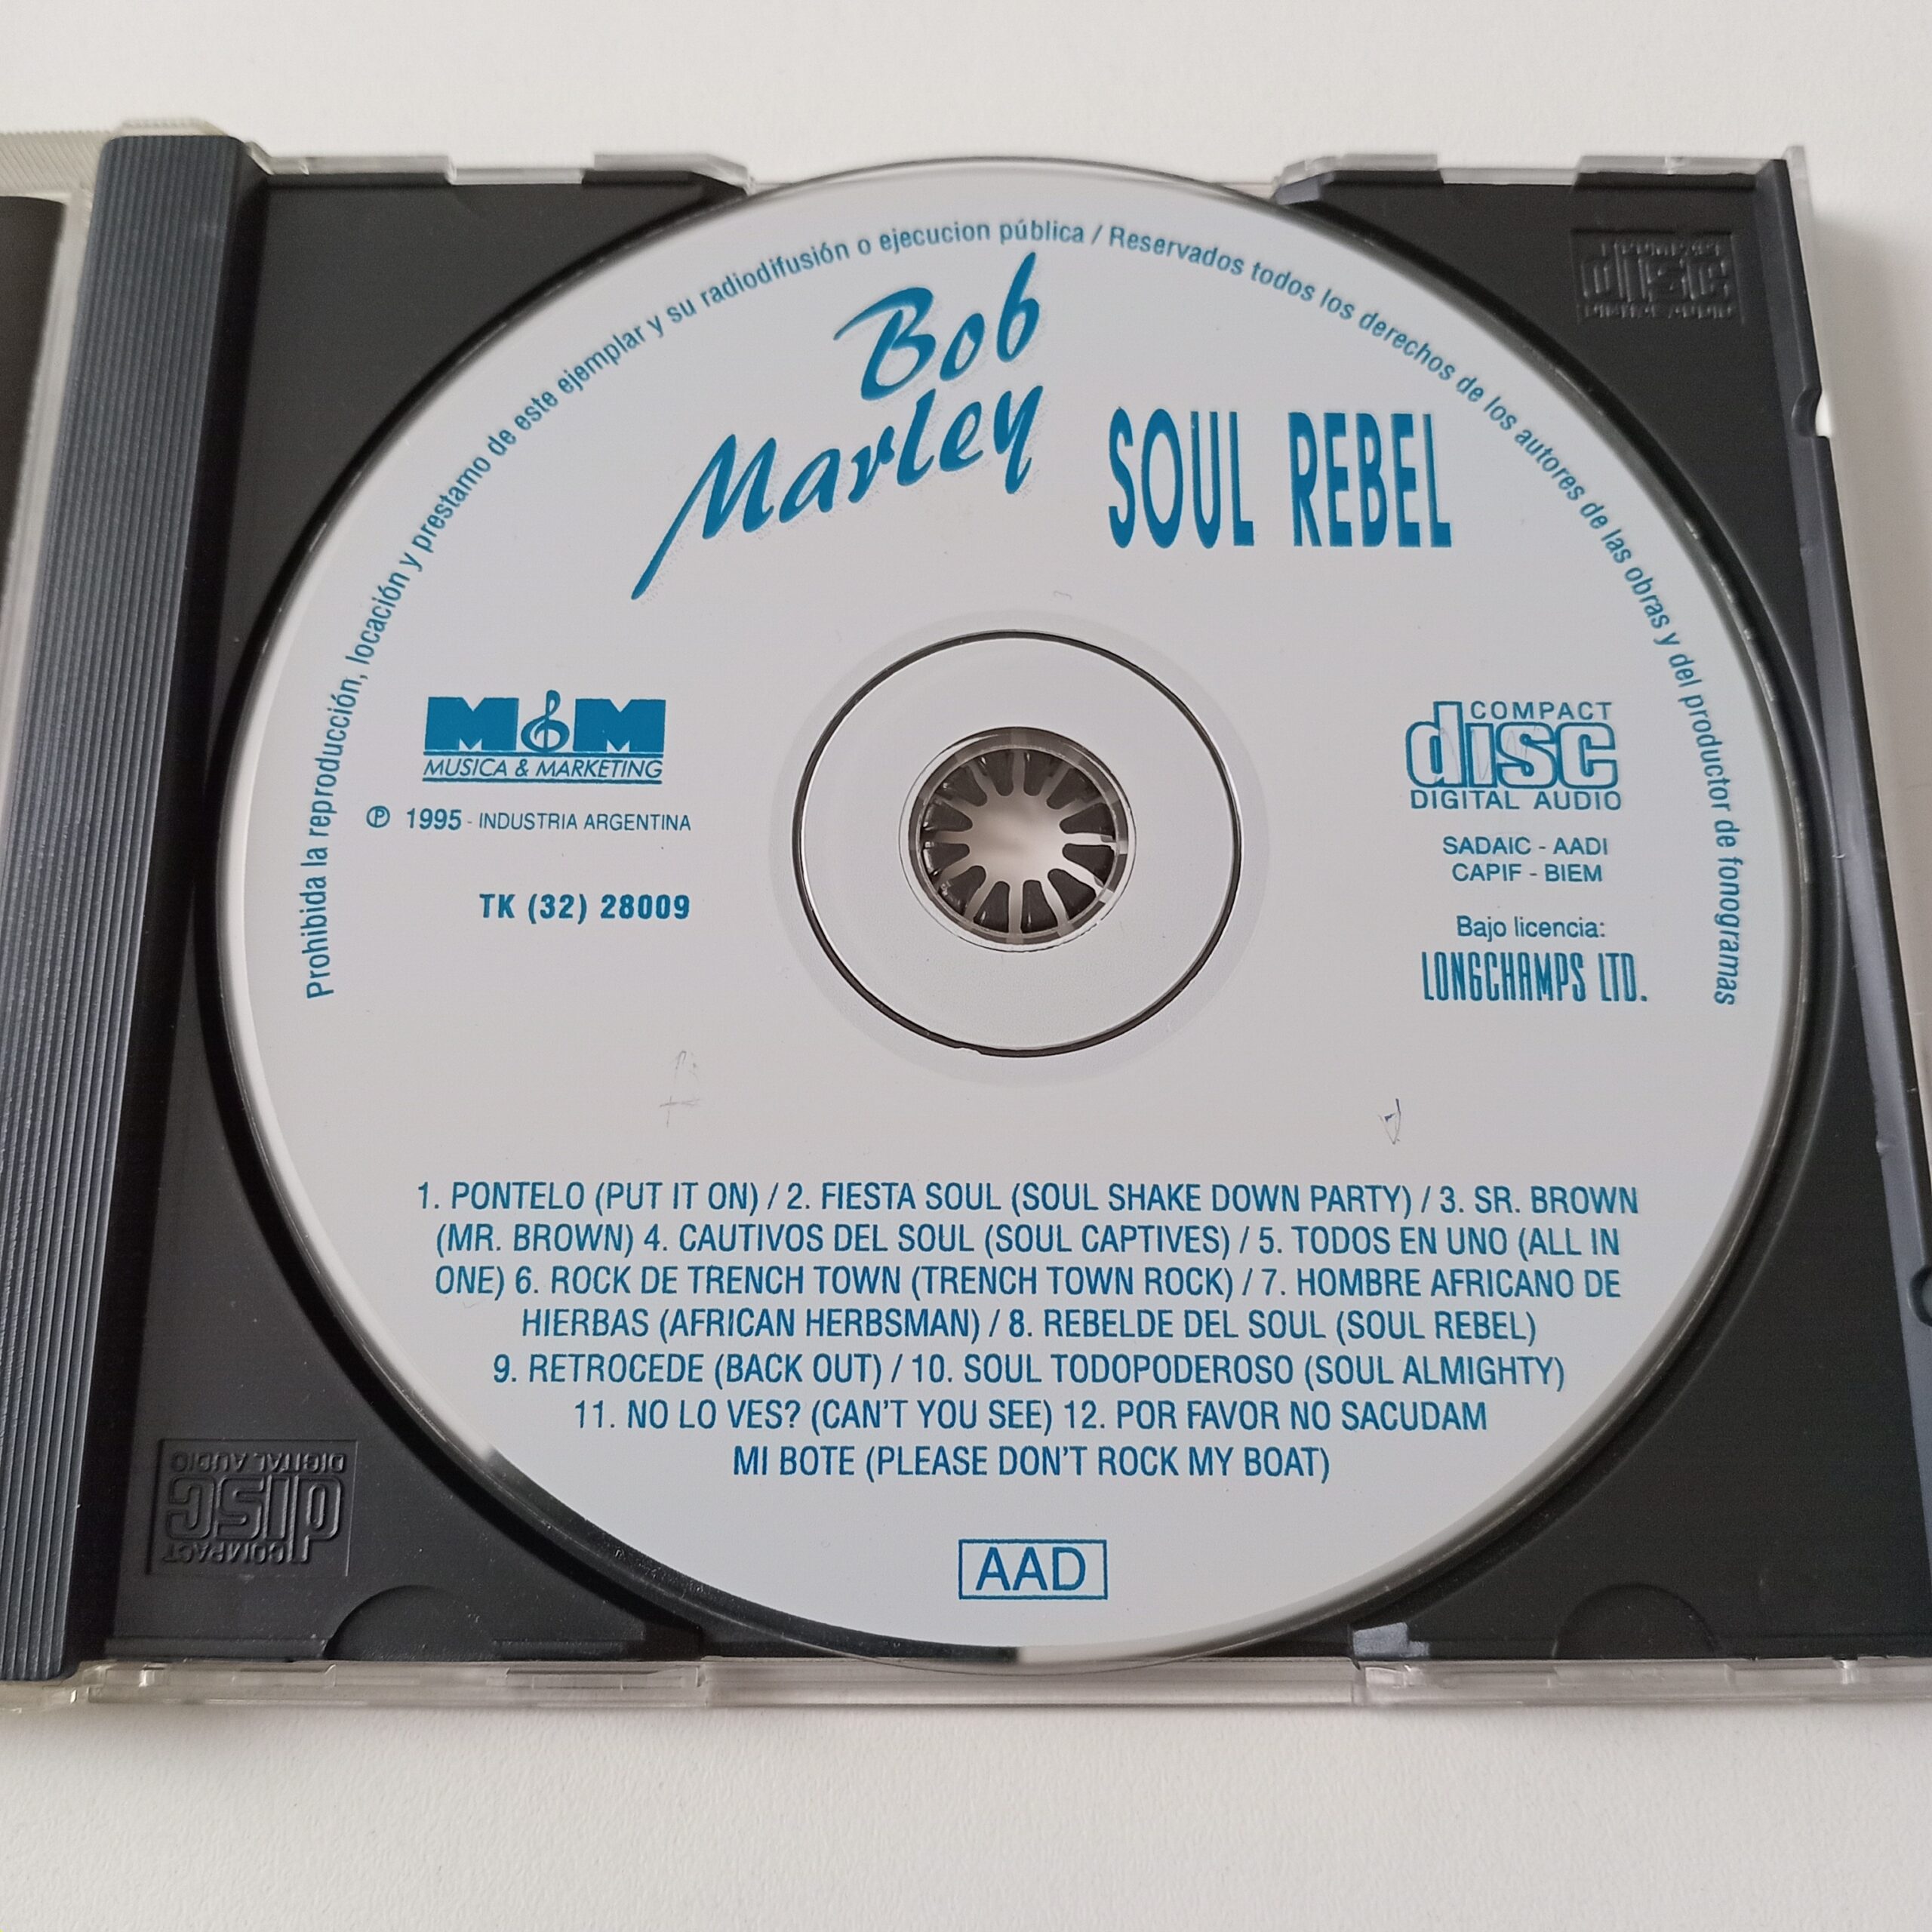 Prohibida la reproducción, locación y prestamo de este ejemplar y su radiodifusión o ejecucion pública / Reservados todos los derechos de los autores de las obras y del productor de fonogramas
Bob
Marley
SOUL REBEL
M&M
MUSICA & MARKETING
℗ 1995 - INDUSTRIA ARGENTINA
TK (32) 28009
COMPACT
disc
DIGITAL AUDIO
SADAIC - AADI
CAPIF - BIEM
Bajo licencia:
LONGCHAMPS LTD.
1. PONTELO (PUT IT ON) / 2. FIESTA SOUL (SOUL SHAKE DOWN PARTY) / 3. SR. BROWN
(MR. BROWN) 4. CAUTIVOS DEL SOUL (SOUL CAPTIVES) / 5. TODOS EN UNO (ALL IN
ONE) 6. ROCK DE TRENCH TOWN (TRENCH TOWN ROCK) / 7. HOMBRE AFRICANO DE
HIERBAS (AFRICAN HERBSMAN) / 8. REBELDE DEL SOUL (SOUL REBEL)
9. RETROCEDE (BACK OUT) / 10. SOUL TODOPODEROSO (SOUL ALMIGHTY)
11. NO LO VES? (CAN'T YOU SEE) 12. POR FAVOR NO SACUDAM
MI BOTE (PLEASE DON'T ROCK MY BOAT)
AAD
COMPACT
disc
DIGITAL AUDIO
COMPACT
disc
DIGITAL AUDIO